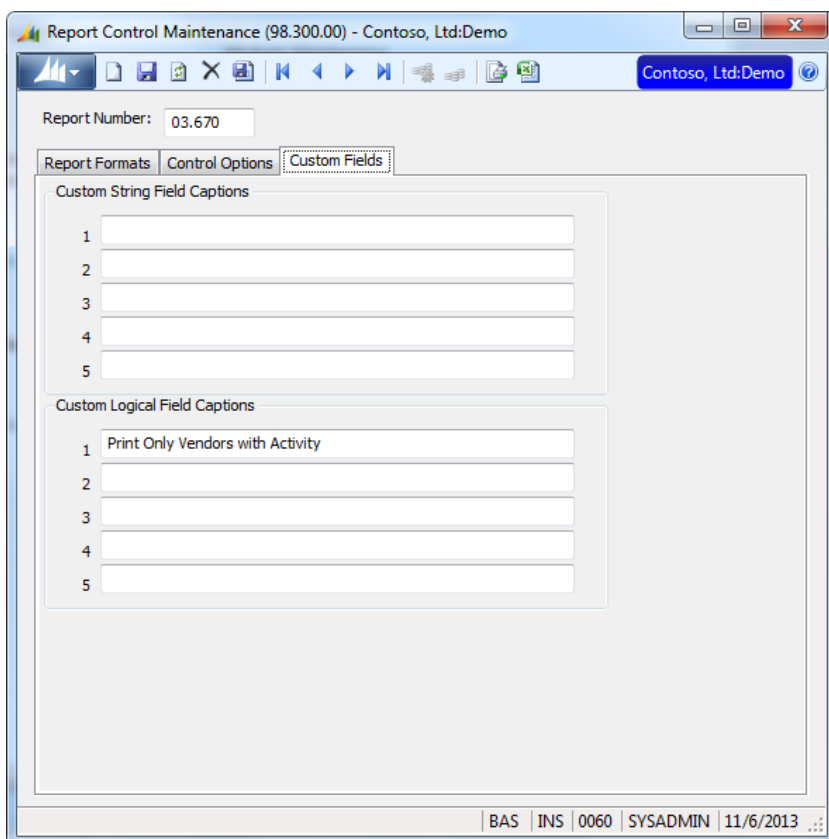 Report Control Maintenance (98.300.00) - Contoso, Ltd:Demo
Contoso, Ltd:Demo
Report Number: 03.670
Report Formats Control Options Custom Fields
Custom String Field Captions
1
2
3
4
5
Custom Logical Field Captions
1 Print Only Vendors with Activity
2
3
4
5
BAS INS 0060 SYSADMIN 11/6/2013